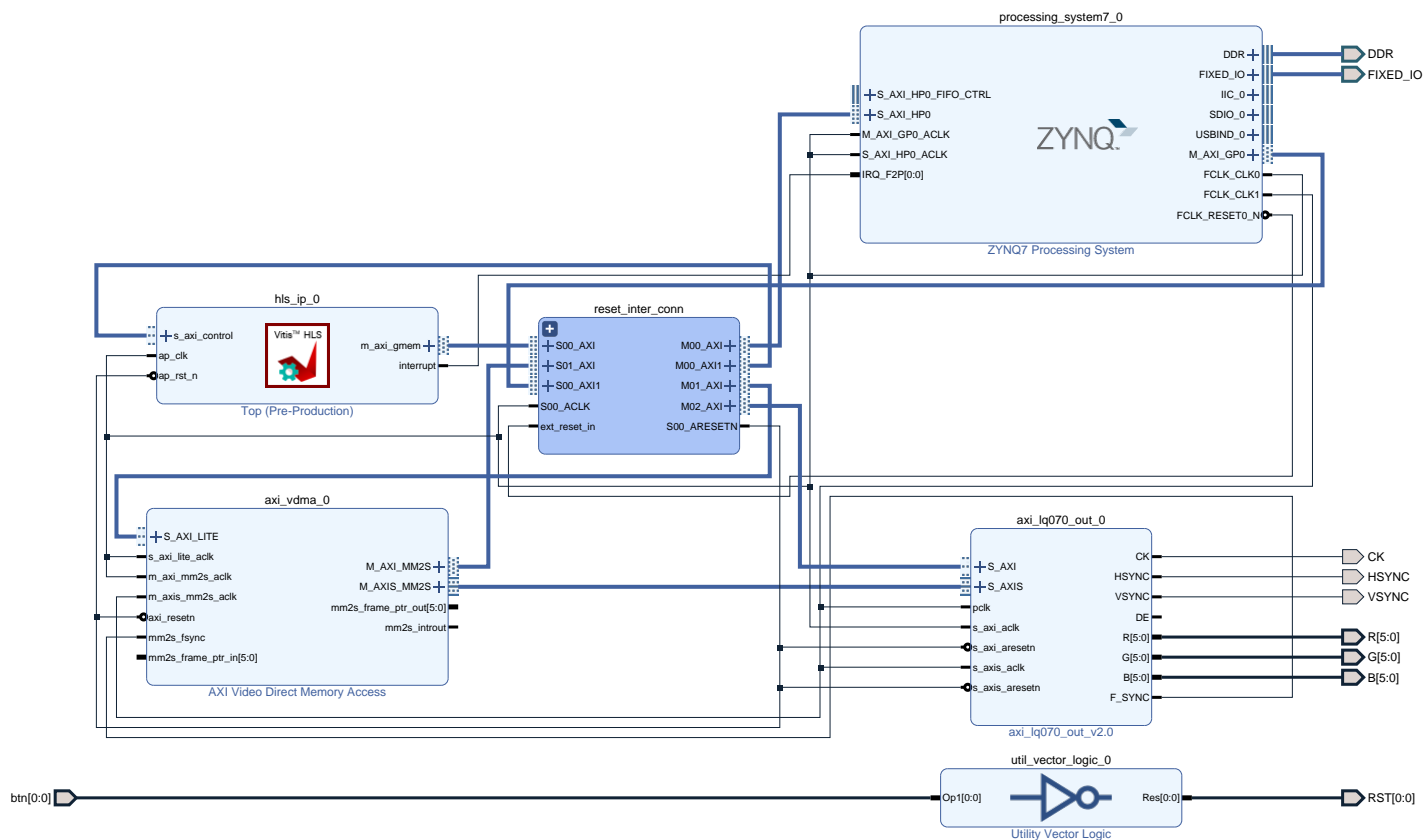 processing_system7_0
S_AXI_HP0_FIFO_CTRL
S_AXI_HP0
M_AXI_GP0_ACLK
S_AXI_HP0_ACLK
IRQ_F2P[0:0]
ZYNQ
DDR
FIXED_IO
IIC_0
SDIO_0
USBIND_0
M_AXI_GP0
FCLK_CLK0
FCLK_CLK1
FCLK_RESET0_N
ZYNQ7 Processing System
DDR
FIXED_IO
hls_ip_0
s_axi_control
ap_clk
ap_rst_n
Vitis™ HLS
m_axi_gmem
interrupt
Top (Pre-Production)
reset_inter_conn
S00_AXI
S01_AXI
S00_AXI1
S00_ACLK
ext_reset_in
M00_AXI
M00_AXI1
M01_AXI
M02_AXI
S00_ARESETN
axi_vdma_0
S_AXI_LITE
s_axi_lite_aclk
m_axi_mm2s_aclk
m_axis_mm2s_aclk
axi_resetn
mm2s_fsync
mm2s_frame_ptr_in[5:0]
M_AXI_MM2S
M_AXIS_MM2S
mm2s_frame_ptr_out[5:0]
mm2s_introut
AXI Video Direct Memory Access
axi_lq070_out_0
S_AXI
S_AXIS
pclk
s_axi_aclk
s_axi_aresetn
s_axis_aclk
s_axis_aresetn
CK
HSYNC
VSYNC
DE
R[5:0]
G[5:0]
B[5:0]
F_SYNC
axi_lq070_out_v2.0
CK
HSYNC
VSYNC
R[5:0]
G[5:0]
B[5:0]
util_vector_logic_0
btn[0:0]
Op1[0:0]
Res[0:0]
RST[0:0]
Utility Vector Logic